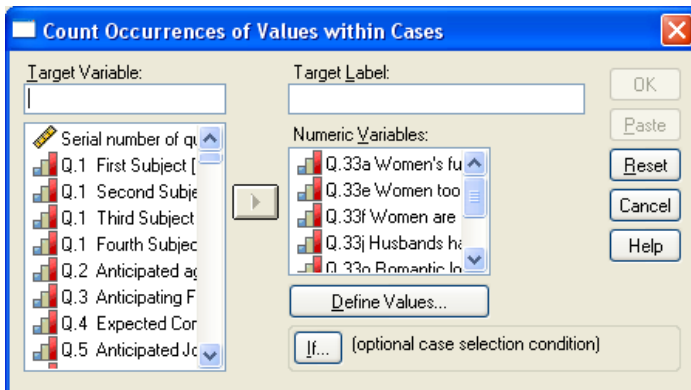 Count Occurrences of Values within Cases
Target Variable:
Target Label:
Serial number of qu
Q.1 First Subject [
Q.1 Second Subje
Q.1 Third Subject
Q.1 Fourth Subjec
Q.2 Anticipated ag
Q.3 Anticipating F
Q.4 Expected Cor
Q.5 Anticipated Jo
Numeric Variables:
Q.33a Women's fu
Q.33e Women too
Q.33f Women are
Q.33j Husbands ha
Q.33o Romantic lo
Define Values...
If... (optional case selection condition)
OK
Paste
Reset
Cancel
Help